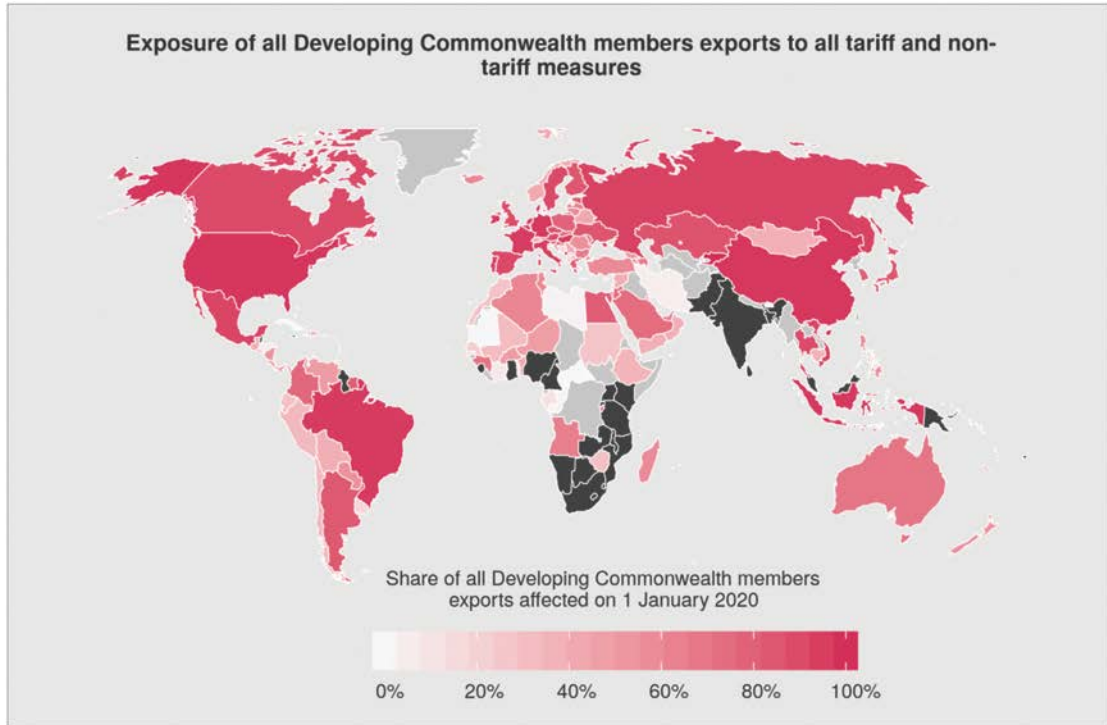 Exposure of all Developing Commonwealth members exports to all tariff and non-
tariff measures
Share of all Developing Commonwealth members
exports affected on 1 January 2020
0% 20% 40% 60% 80% 100%